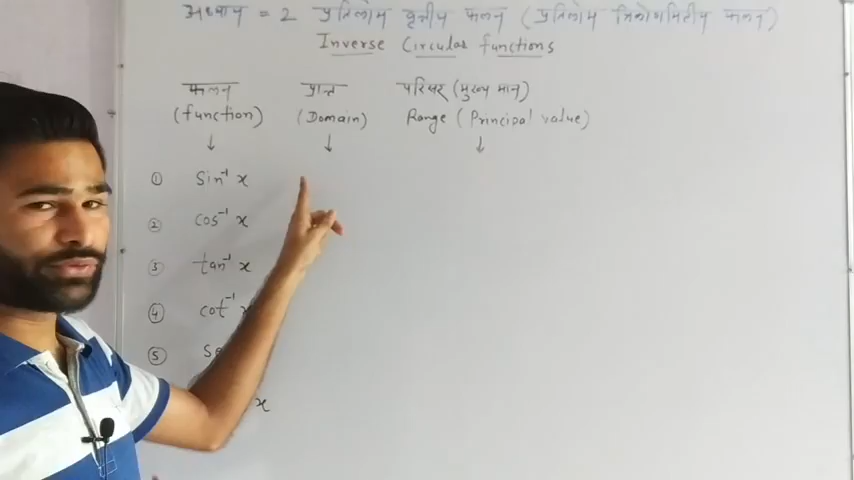 अध्याय = 2 प्रतिलोम वृत्तीय फलन (प्रतिलोम त्रिकोणमितीय फलन)
Inverse Circular functions
फलन प्रान्त परिसर (मुख्य मान)
(function) (Domain) Range (Principal value)
↓ ↓ ↓
① Sin⁻¹ x
② cos⁻¹ x
③ tan⁻¹ x
④ cot⁻¹ x
⑤ Se
x